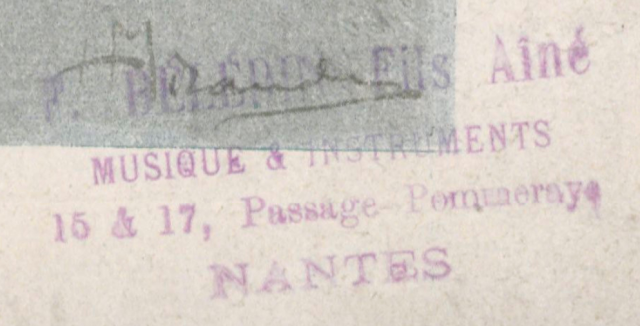 F. Fils Aîné
MUSIQUE & INSTRUMENTS
15 & 17, Passage Pommeraye
NANTES